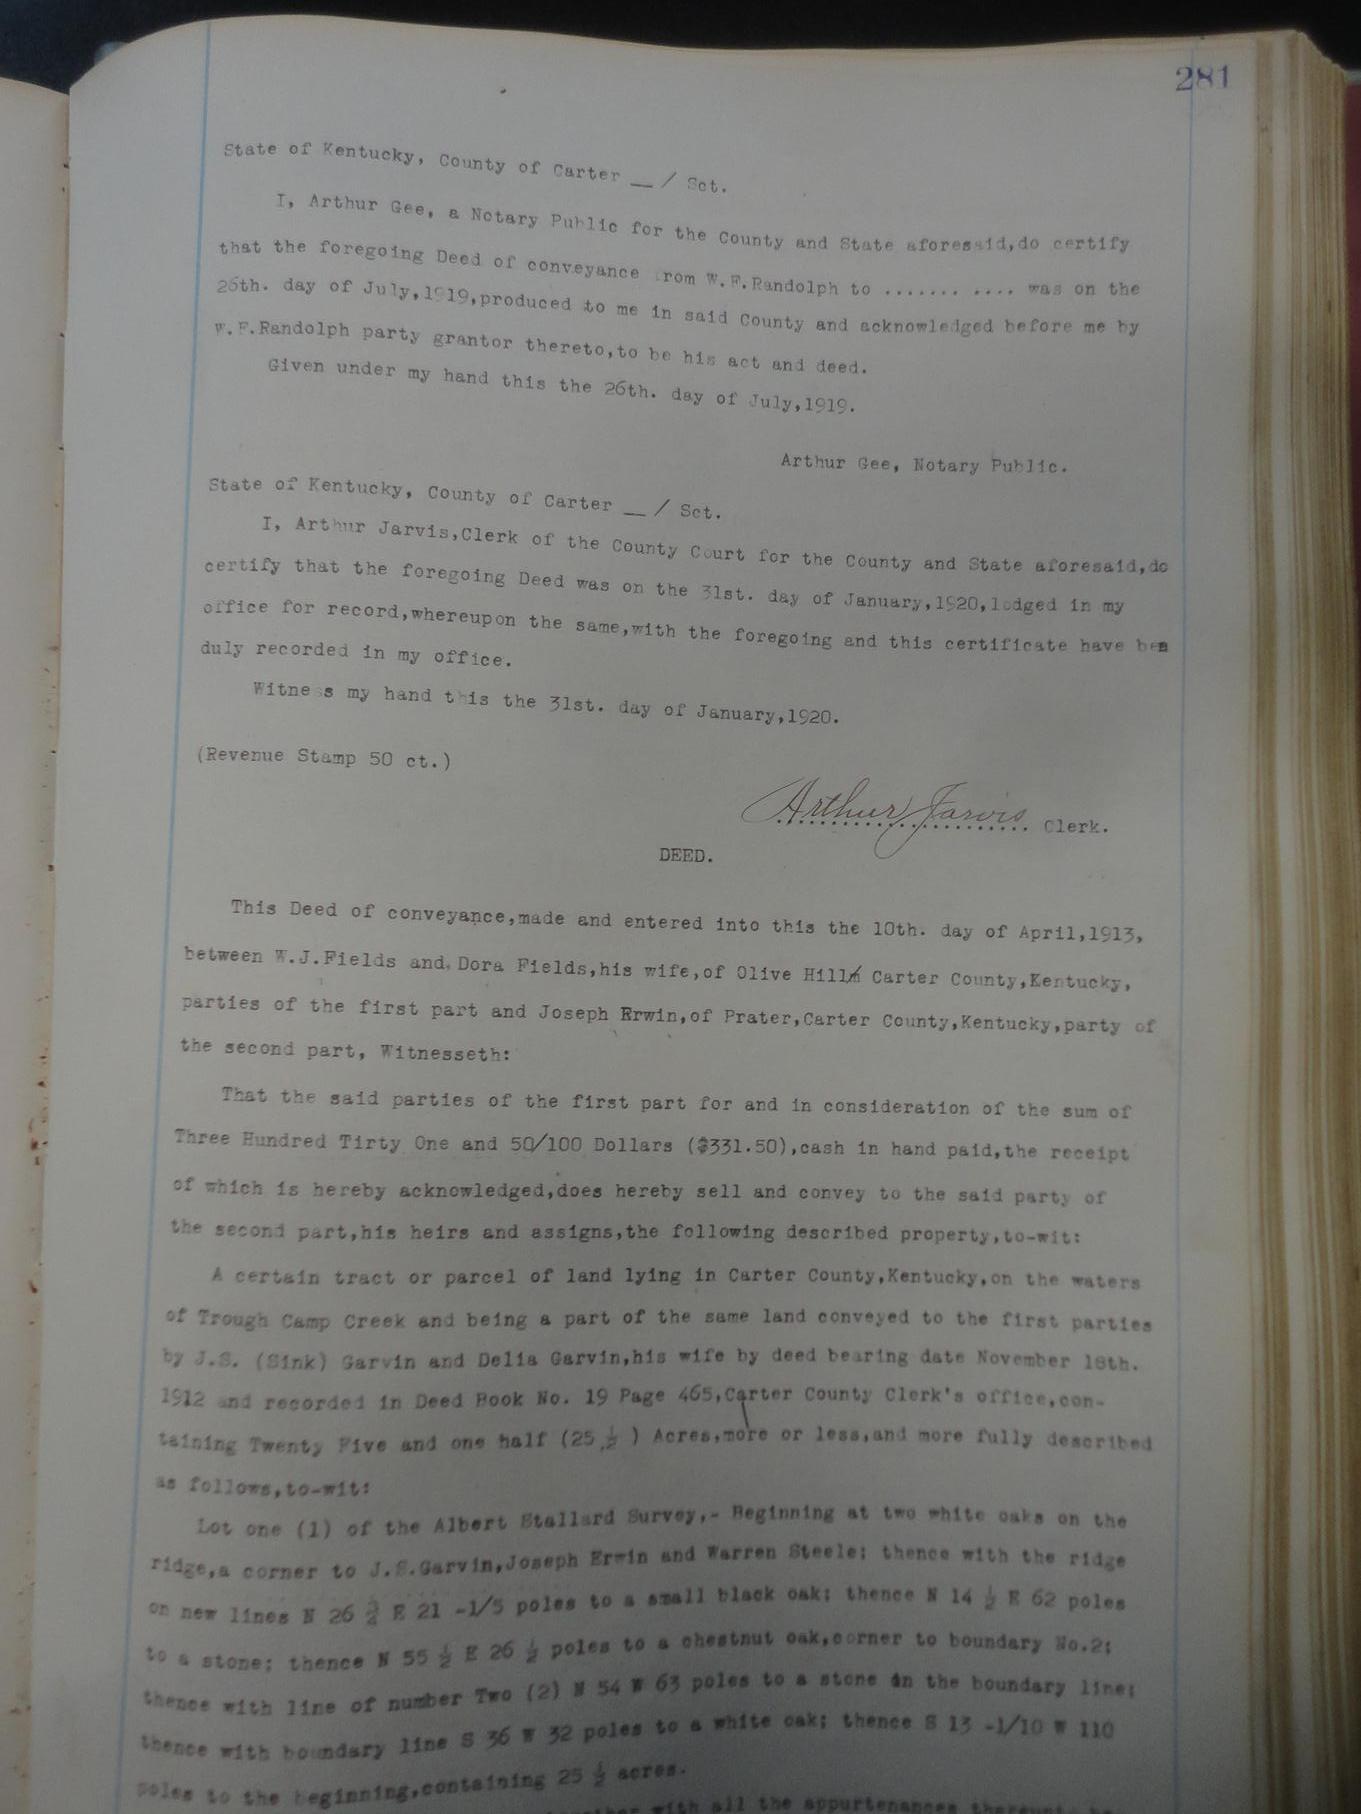 281
State of Kentucky, County of Carter __ / Sct.
I, Arthur Gee, a Notary Public for the County and State aforesaid,do certify
that the foregoing Deed of conveyance from W.F.Randolph to ....... .... was on the
26th. day of July,1919,produced to me in said County and acknowledged before me by
W.F.Randolph party grantor thereto,to be his act and deed.
Given under my hand this the 26th. day of July,1919.
Arthur Gee, Notary Public.
State of Kentucky, County of Carter __ / Sct.
I, Arthur Jarvis,Clerk of the County Court for the County and State aforesaid,do
certify that the foregoing Deed was on the 31st. day of January,1920,lodged in my
office for record,whereupon the same,with the foregoing and this certificate have ben
duly recorded in my office.
Witness my hand this the 31st. day of January,1920.
(Revenue Stamp 50 ct.)
Arthur Jarvis Clerk.
DEED.
This Deed of conveyance,made and entered into this the 10th. day of April,1913,
between W.J.Fields and Dora Fields,his wife,of Olive Hill, Carter County,Kentucky,
parties of the first part and Joseph Erwin,of Prater,Carter County,Kentucky,party of
the second part, Witnesseth:
That the said parties of the first part for and in consideration of the sum of
Three Hundred Tirty One and 50/100 Dollars ($331.50),cash in hand paid,the receipt
of which is hereby acknowledged,does hereby sell and convey to the said party of
the second part,his heirs and assigns,the following described property,to-wit:
A certain tract or parcel of land lying in Carter County,Kentucky,on the waters
of Trough Camp Creek and being a part of the same land conveyed to the first parties
by J.S. (Sink) Garvin and Delia Garvin,his wife by deed bearing date November 18th.
1912 and recorded in Deed Book No. 19 Page 465,Carter County Clerk's office,con-
taining Twenty Five and one half (25 ½ ) Acres,more or less,and more fully described
as follows,to-wit:
Lot one (1) of the Albert Stallard Survey,- Beginning at two white oaks on the
ridge,a corner to J.S.Garvin,Joseph Erwin and Warren Steele; thence with the ridge
on new lines N 26 ¾ E 21 -1/5 poles to a small black oak; thence N 14 ½ E 62 poles
to a stone; thence N 55 ½ E 26 ½ poles to a chestnut oak,corner to boundary No.2;
thence with line of number Two (2) N 54 W 63 poles to a stone in the boundary line;
thence with boundary line S 36 W 32 poles to a white oak; thence S 13 -1/10 W 110
poles to the beginning,containing 25 ½ acres.
with all the appurtenances